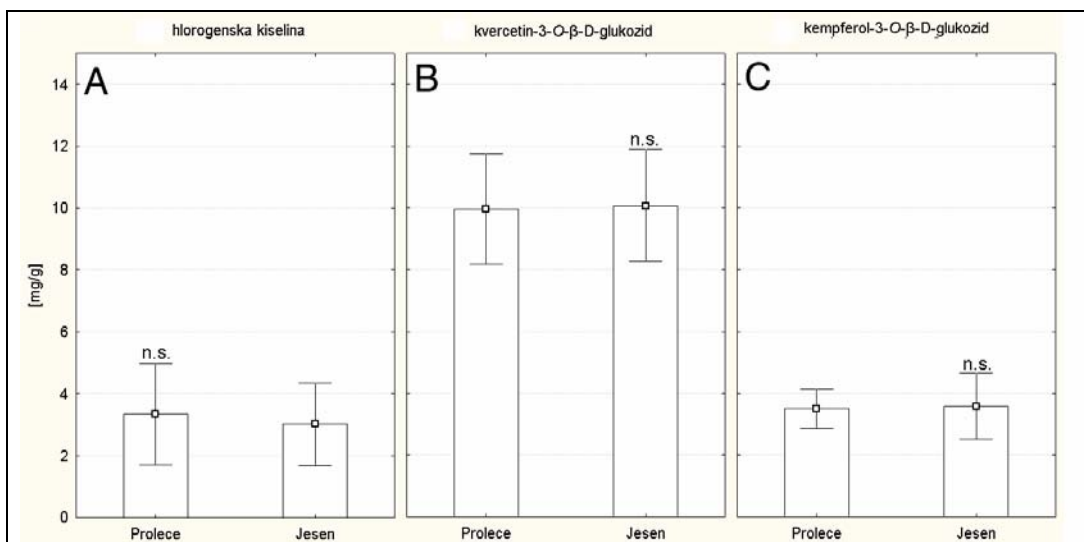 hlorogenska kiselina
kvercetin-3-O-β-D-glukozid
kempferol-3-O-β-D-glukozid
A
B
C
[mg/g]
14
12
10
8
6
4
2
0
n.s.
n.s.
n.s.
Prolece
Jesen
Prolece
Jesen
Prolece
Jesen